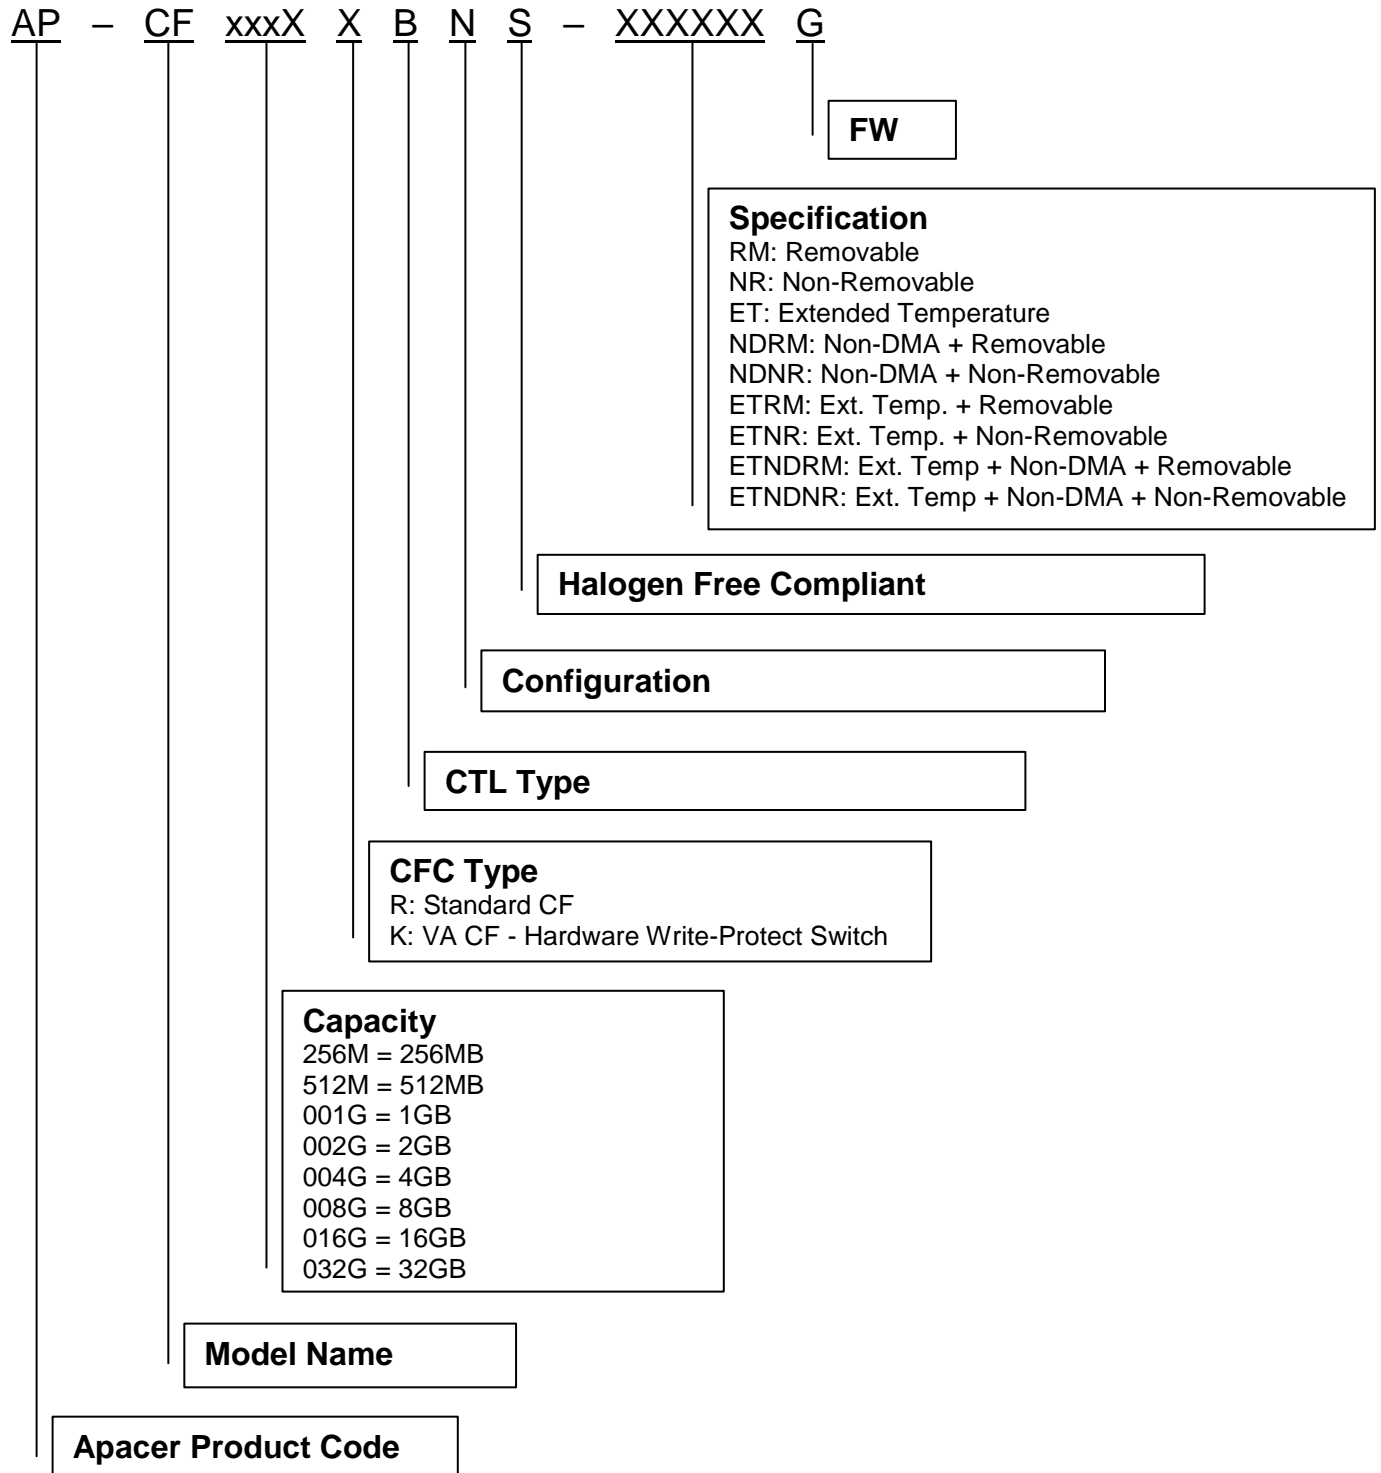 AP – CF xxxX X B N S – XXXXXX G
FW
Specification
RM: Removable
NR: Non-Removable
ET: Extended Temperature
NDRM: Non-DMA + Removable
NDNR: Non-DMA + Non-Removable
ETRM: Ext. Temp. + Removable
ETNR: Ext. Temp. + Non-Removable
ETNDRM: Ext. Temp + Non-DMA + Removable
ETNDNR: Ext. Temp + Non-DMA + Non-Removable
Halogen Free Compliant
Configuration
CTL Type
CFC Type
R: Standard CF
K: VA CF - Hardware Write-Protect Switch
Capacity
256M = 256MB
512M = 512MB
001G = 1GB
002G = 2GB
004G = 4GB
008G = 8GB
016G = 16GB
032G = 32GB
Model Name
Apacer Product Code